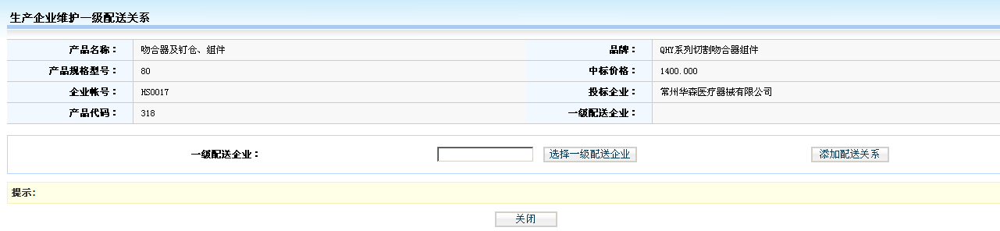 生产企业维护一级配送关系
产品名称： 吻合器及钉仓、组件 品牌： QHY系列切割吻合器组件
产品规格型号： 80 中标价格： 1400.000
企业帐号： HS0017 投标企业： 常州华森医疗器械有限公司
产品代码： 318 一级配送企业：
一级配送企业： 选择一级配送企业 添加配送关系
提示:
关闭